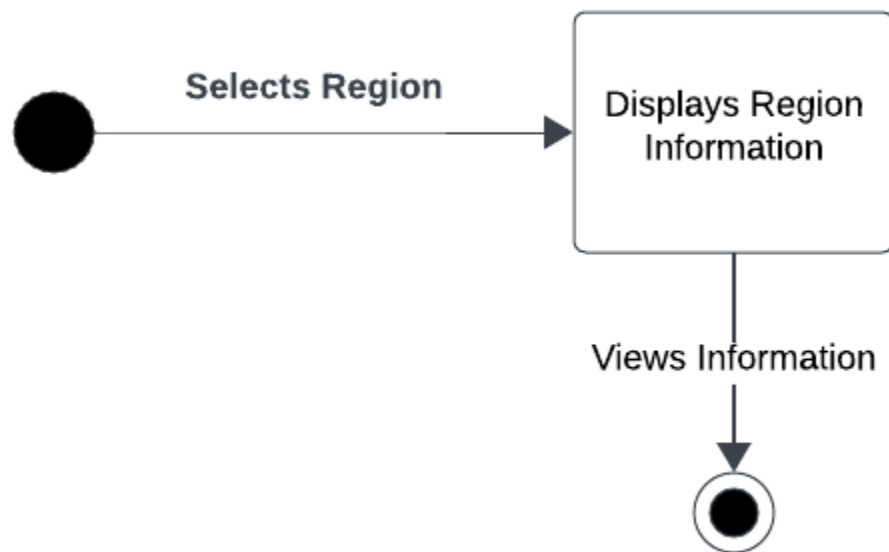 Selects Region
Displays Region
Information
Views Information